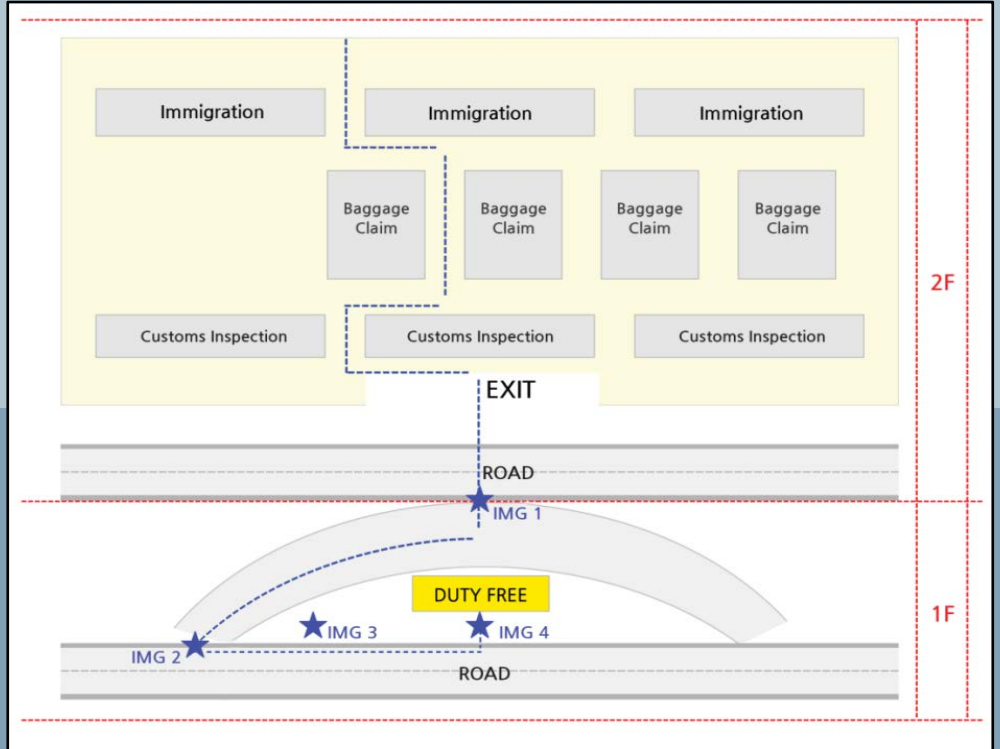 Immigration
Immigration
Immigration
Baggage
Claim
Baggage
Claim
Baggage
Claim
Baggage
Claim
2F
Customs Inspection
Customs Inspection
Customs Inspection
EXIT
ROAD
IMG 1
DUTY FREE
1F
IMG 3
IMG 4
IMG 2
ROAD